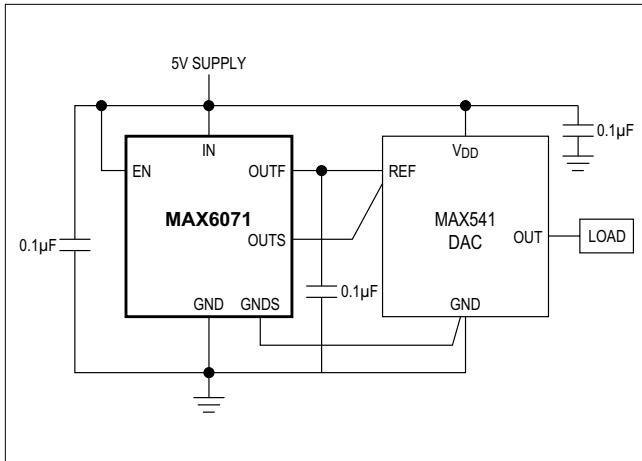 5V SUPPLY
0.1µF
IN
VDD
EN
OUTF
REF
MAX6071
MAX541
DAC
OUT
LOAD
OUTS
0.1µF
0.1µF
GND
GNDS
GND